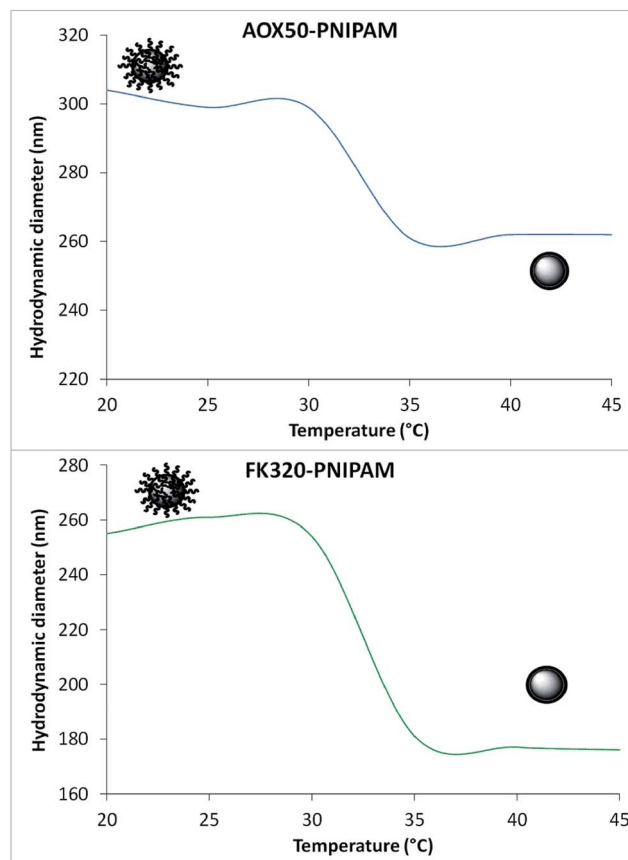 AOX50-PNIPAM
Hydrodynamic diameter (nm)
320
300
280
260
240
220
20 25 30 35 40 45
Temperature (°C)
FK320-PNIPAM
Hydrodynamic diameter (nm)
280
260
240
220
200
180
160
20 25 30 35 40 45
Temperature (°C)